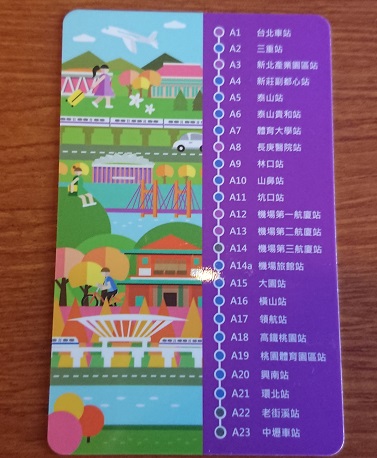 A1 台北車站
A2 三重站
A3 新北產業園區站
A4 新莊副都心站
A5 泰山站
A6 泰山貴和站
A7 體育大學站
A8 長庚醫院站
A9 林口站
A10 山鼻站
A11 坑口站
A12 機場第一航廈站
A13 機場第二航廈站
A14 機場第三航廈站
A14a 機場旅館站
A15 大園站
A16 橫山站
A17 領航站
A18 高鐵桃園站
A19 桃園體育園區站
A20 興南站
A21 環北站
A22 老街溪站
A23 中壢車站